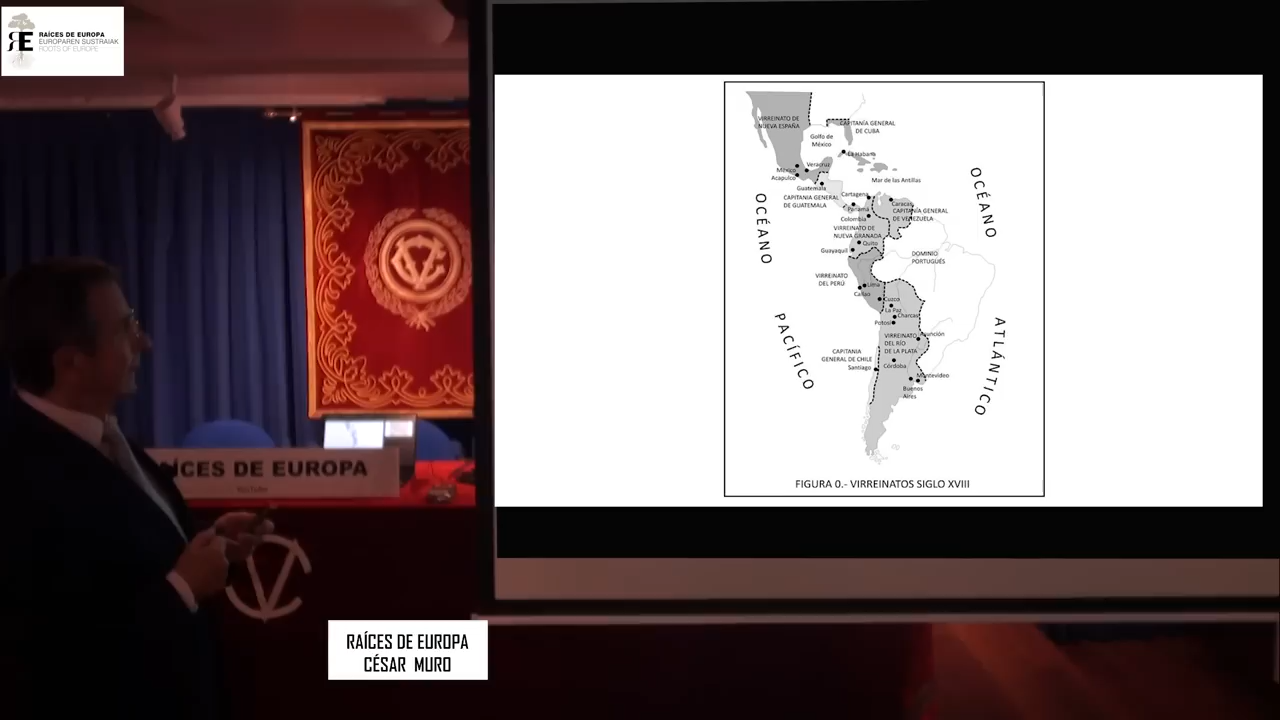 RAÍCES DE EUROPA
EUROPAREN SUSTRAIAK
ROOTS OF EUROPE
VIRREINATO DE
NUEVA ESPAÑA
CAPITANÍA GENERAL
DE CUBA
Golfo de
México
La Habana
México
Veracruz
Acapulco
Mar de las Antillas
Guatemala
CAPITANIA GENERAL
DE GUATEMALA
Cartagena
Caracas
Panamá
CAPITANÍA GENERAL
DE VENEZUELA
Colombia
VIRREINATO DE
NUEVA GRANADA
Quito
Guayaquil
DOMINIO
PORTUGUÉS
VIRREINATO
DEL PERÚ
Lima
Callao
Cuzco
La Paz
Charcas
Potosí
VIRREINATO
DEL RÍO
DE LA PLATA
Asunción
CAPITANIA
GENERAL DE CHILE
Santiago
Córdoba
Montevideo
Buenos
Aires
OCÉANO
PACÍFICO
OCÉANO
ATLÁNTICO
FIGURA 0.- VIRREINATOS SIGLO XVIII
ÍCES DE EUROPA
RAÍCES DE EUROPA
CÉSAR MURO